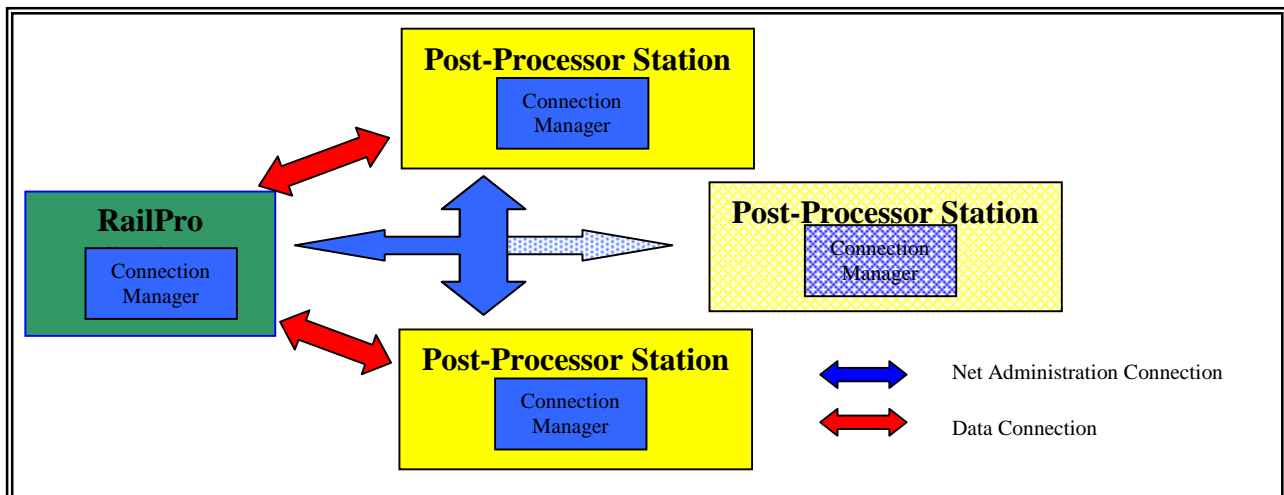 Post-Processor Station
Connection
Manager
RailPro
Connection
Manager
Post-Processor Station
Connection
Manager
Post-Processor Station
Connection
Manager
Net Administration Connection
Data Connection